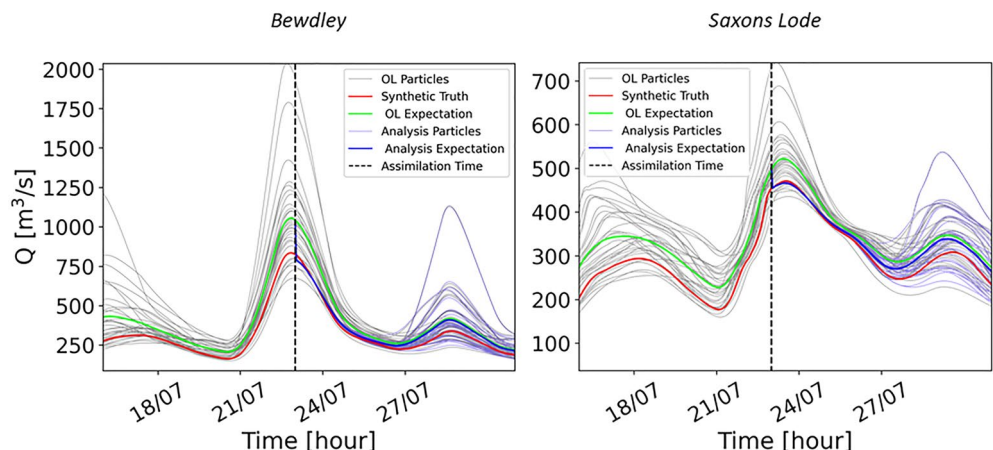 Bewdley
Saxons Lode
Q [m³/s]
2000
1750
1500
1250
1000
750
500
250
OL Particles
Synthetic Truth
OL Expectation
Analysis Particles
Analysis Expectation
Assimilation Time
18/07
21/07
24/07
27/07
Time [hour]
700
600
500
400
300
200
100
OL Particles
Synthetic Truth
OL Expectation
Analysis Particles
Analysis Expectation
Assimilation Time
18/07
21/07
24/07
27/07
Time [hour]